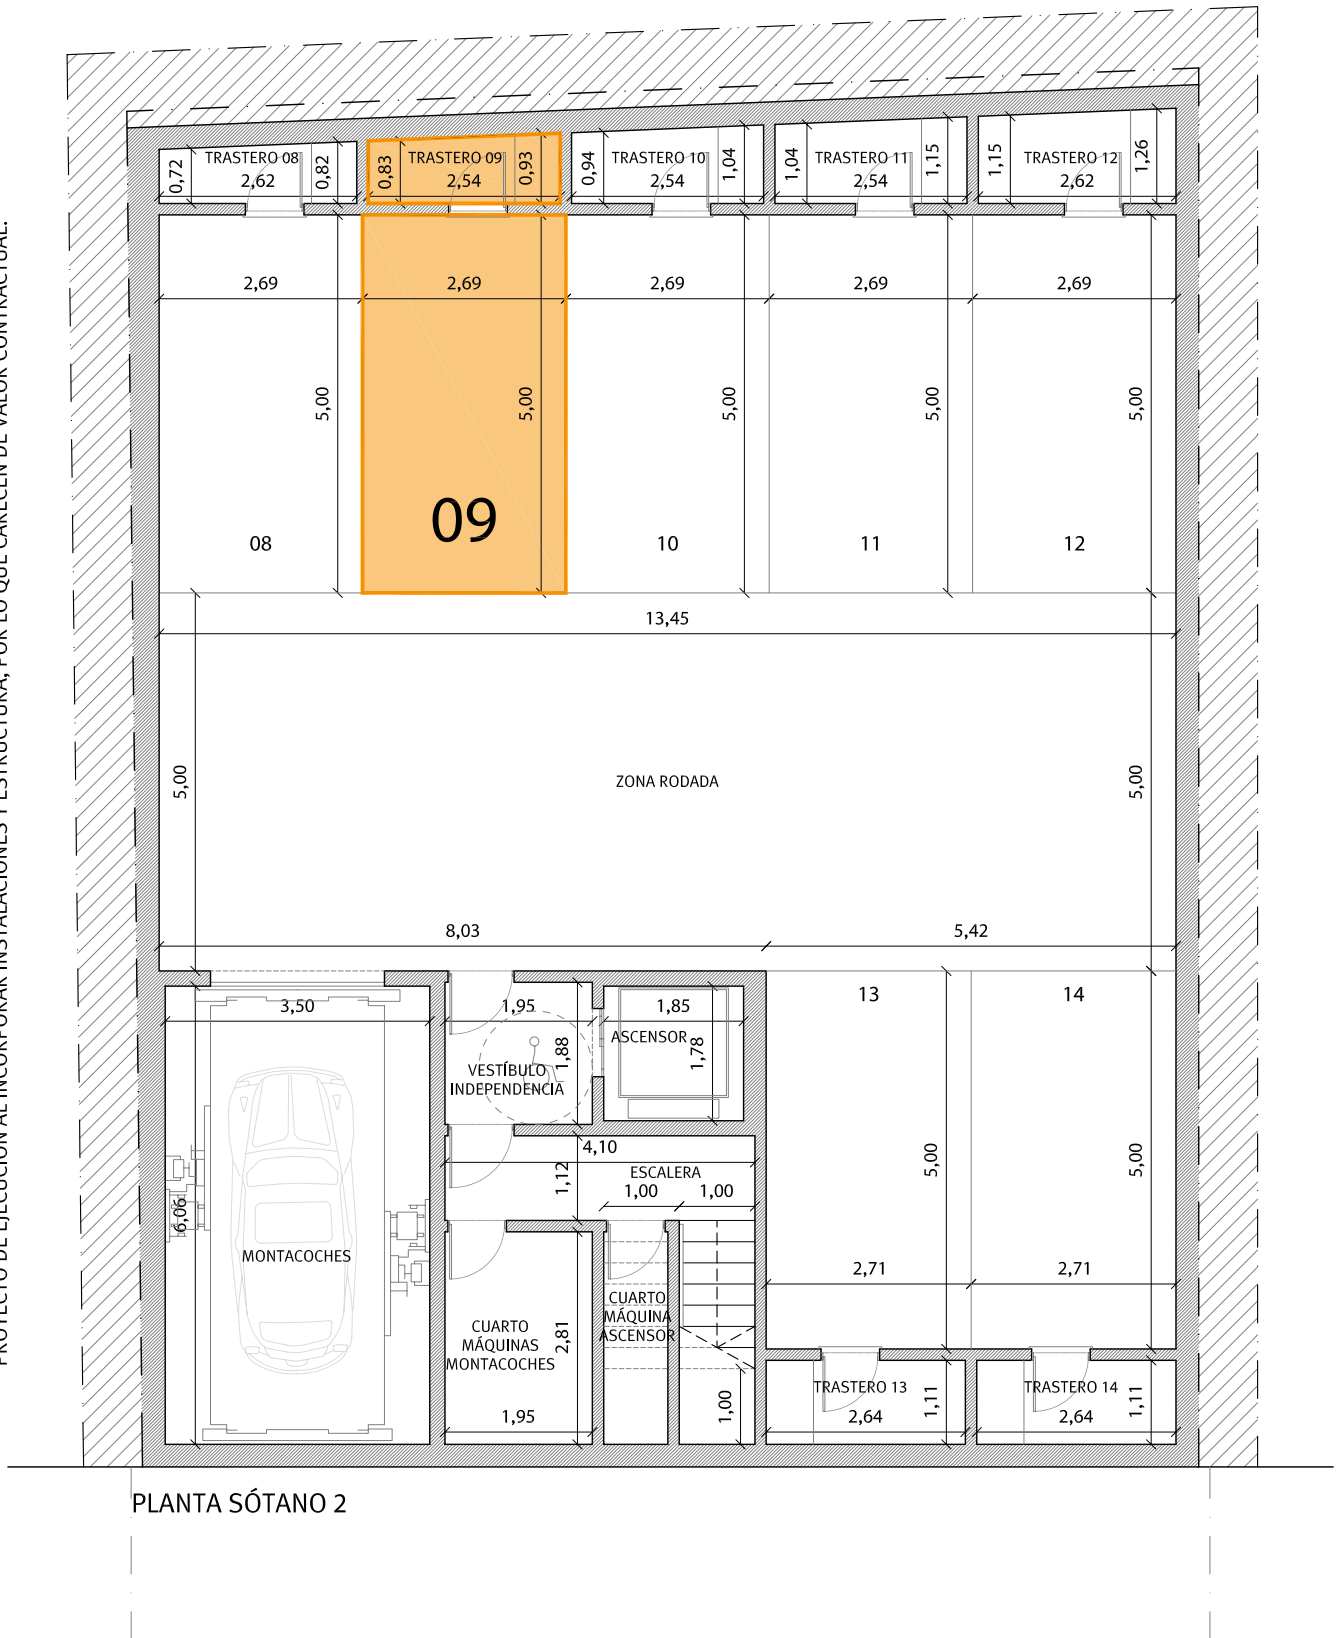 PROYECTO DE EJECUCIÓN AL INCORPORAR INSTALACIONES Y ESTRUCTURA, POR LO QUE CARECEN DE VALOR CONTRACTUAL.
0,72
TRASTERO 08
2,62
0,82
0,83
TRASTERO 09
2,54
0,93
0,94
TRASTERO 10
2,54
1,04
1,04
TRASTERO 11
2,54
1,15
1,15
TRASTERO 12
2,62
1,26
2,69
2,69
2,69
2,69
2,69
5,00
5,00
5,00
5,00
5,00
08
09
10
11
12
13,45
5,00
ZONA RODADA
5,00
8,03
5,42
3,50
1,95
1,85
13
14
ASCENSOR
1,88
1,78
VESTÍBULO
INDEPENDENCIA
4,10
1,12
ESCALERA
1,00
1,00
5,00
5,00
6,06
MONTACOCHES
2,71
2,71
CUARTO
MÁQUINA
ASCENSOR
CUARTO
MÁQUINAS
MONTACOCHES
2,81
1,95
1,00
TRASTERO 13
2,64
1,11
TRASTERO 14
2,64
1,11
PLANTA SÓTANO 2